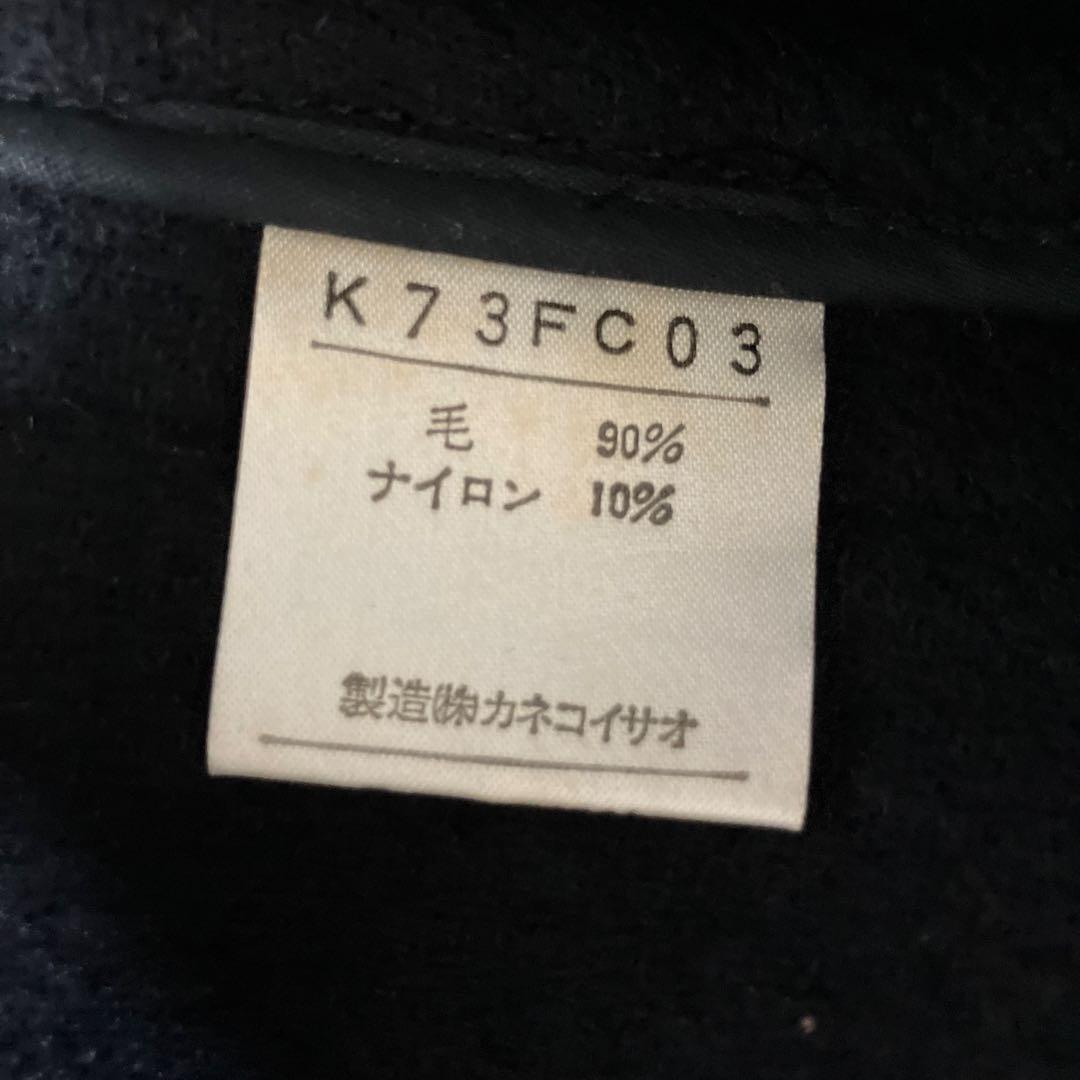 K73FC03
毛 90%
ナイロン 10%
製造㈱カネコイサオ